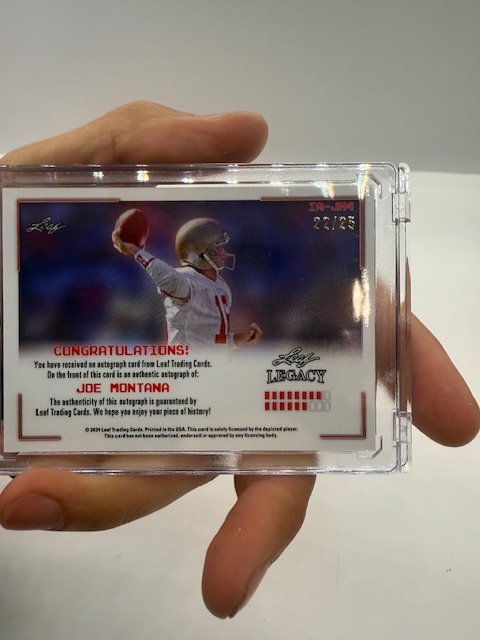 Leaf
IA-JM4
22/25
CONGRATULATIONS!
You have received an autograph card from Leaf Trading Cards.
On the front of this card is an authentic autograph of:
JOE MONTANA
The authenticity of this autograph is guaranteed by
Leaf Trading Cards. We hope you enjoy your piece of history!
Leaf
LEGACY
© 2024 Leaf Trading Cards. Printed in the USA. This card is solely licensed by the depicted player.
This card has not been authorized, endorsed or approved by any licensing body.